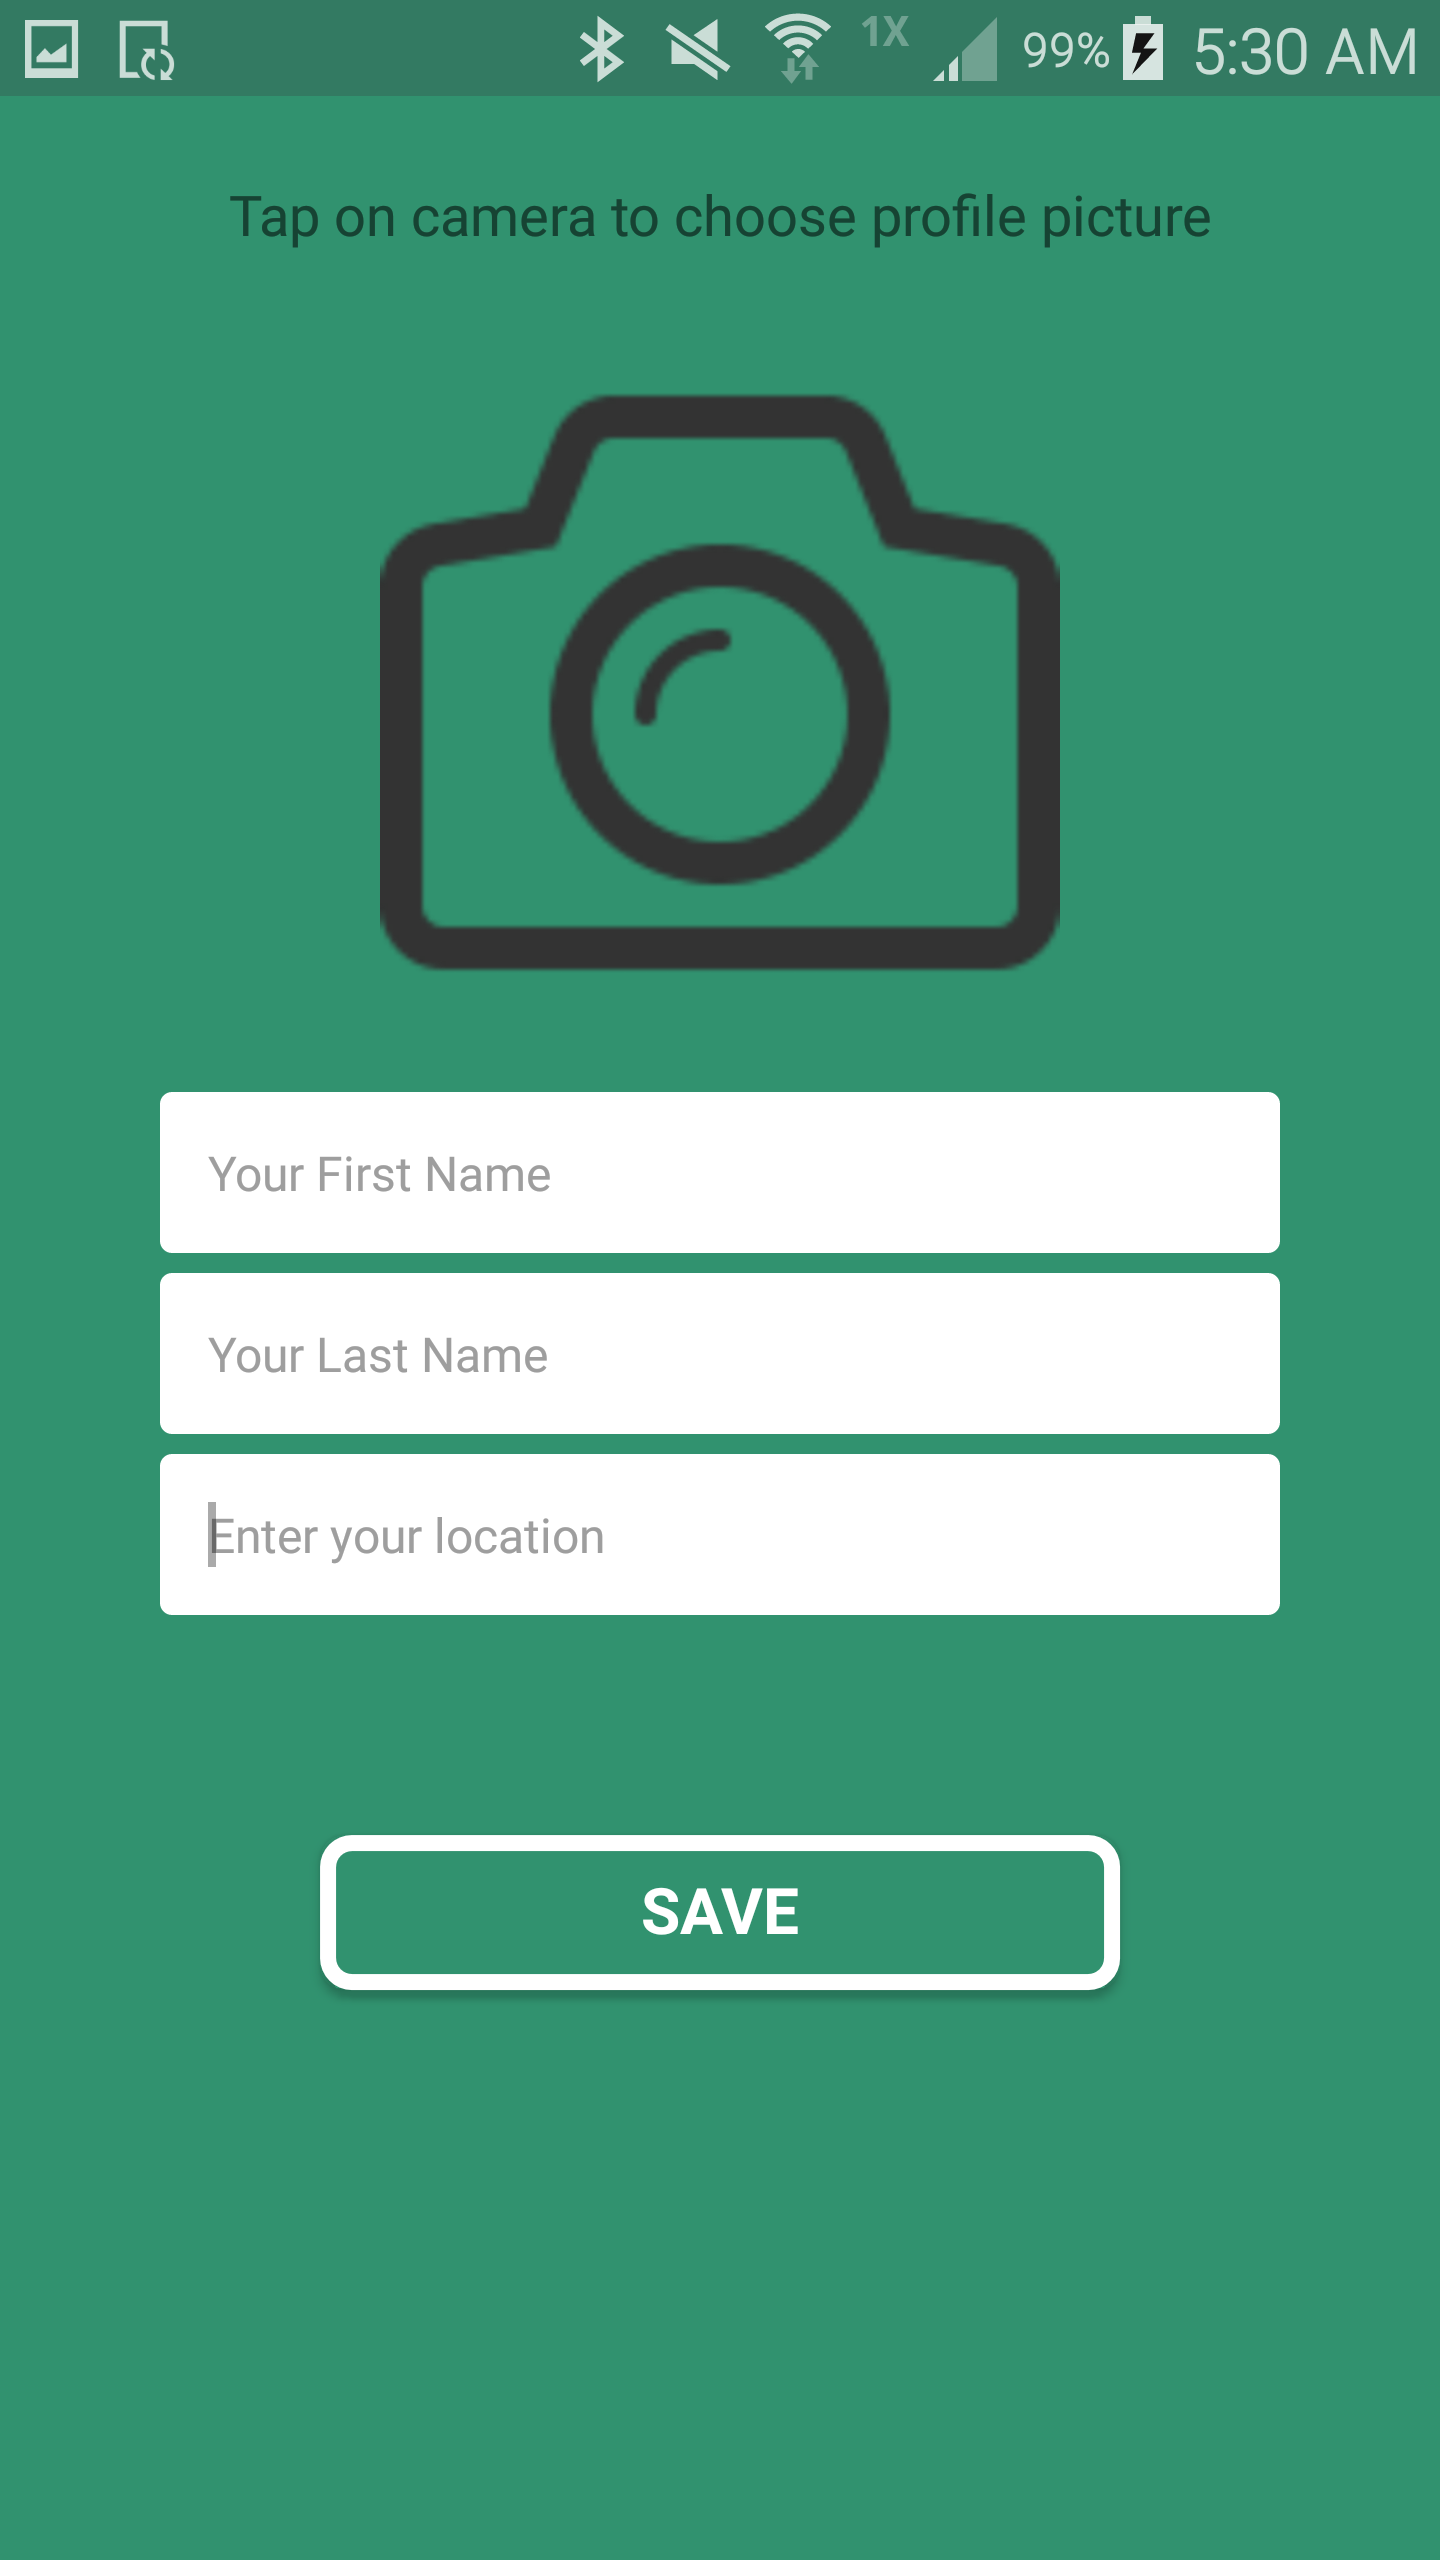 1X 99% 5:30 AM
Tap on camera to choose profile picture
Your First Name
Your Last Name
Enter your location
SAVE